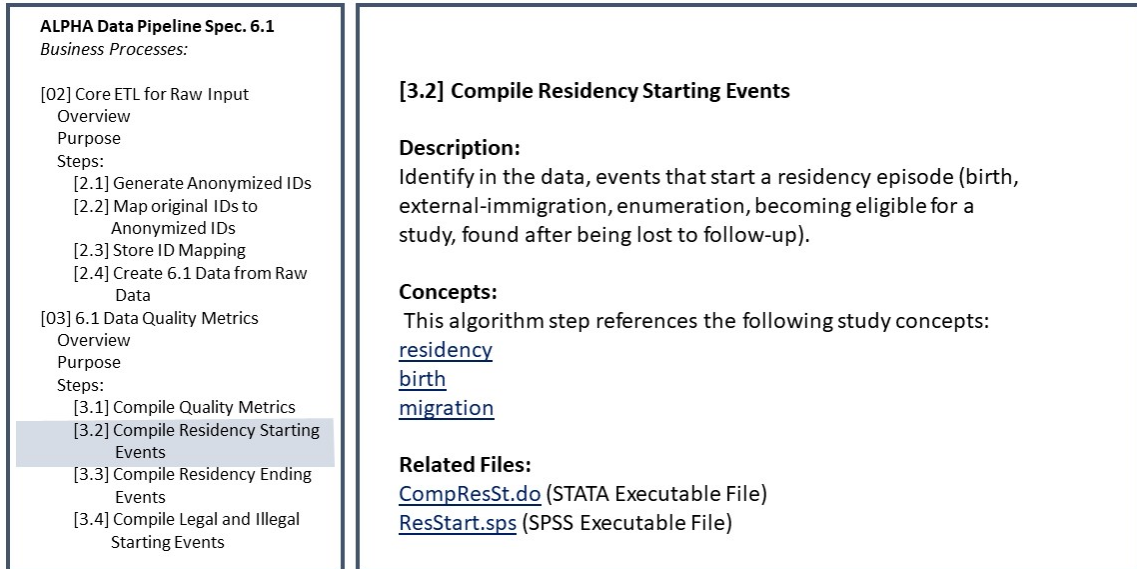 ALPHA Data Pipeline Spec. 6.1
Business Processes:
[02] Core ETL for Raw Input
Overview
Purpose
Steps:
[2.1] Generate Anonymized IDs
[2.2] Map original IDs to
Anonymized IDs
[2.3] Store ID Mapping
[2.4] Create 6.1 Data from Raw
Data
[03] 6.1 Data Quality Metrics
Overview
Purpose
Steps:
[3.1] Compile Quality Metrics
[3.2] Compile Residency Starting
Events
[3.3] Compile Residency Ending
Events
[3.4] Compile Legal and Illegal
Starting Events
[3.2] Compile Residency Starting Events
Description:
Identify in the data, events that start a residency episode (birth,
external-immigration, enumeration, becoming eligible for a
study, found after being lost to follow-up).
Concepts:
This algorithm step references the following study concepts:
residency
birth
migration
Related Files:
CompResSt.do (STATA Executable File)
ResStart.sps (SPSS Executable File)